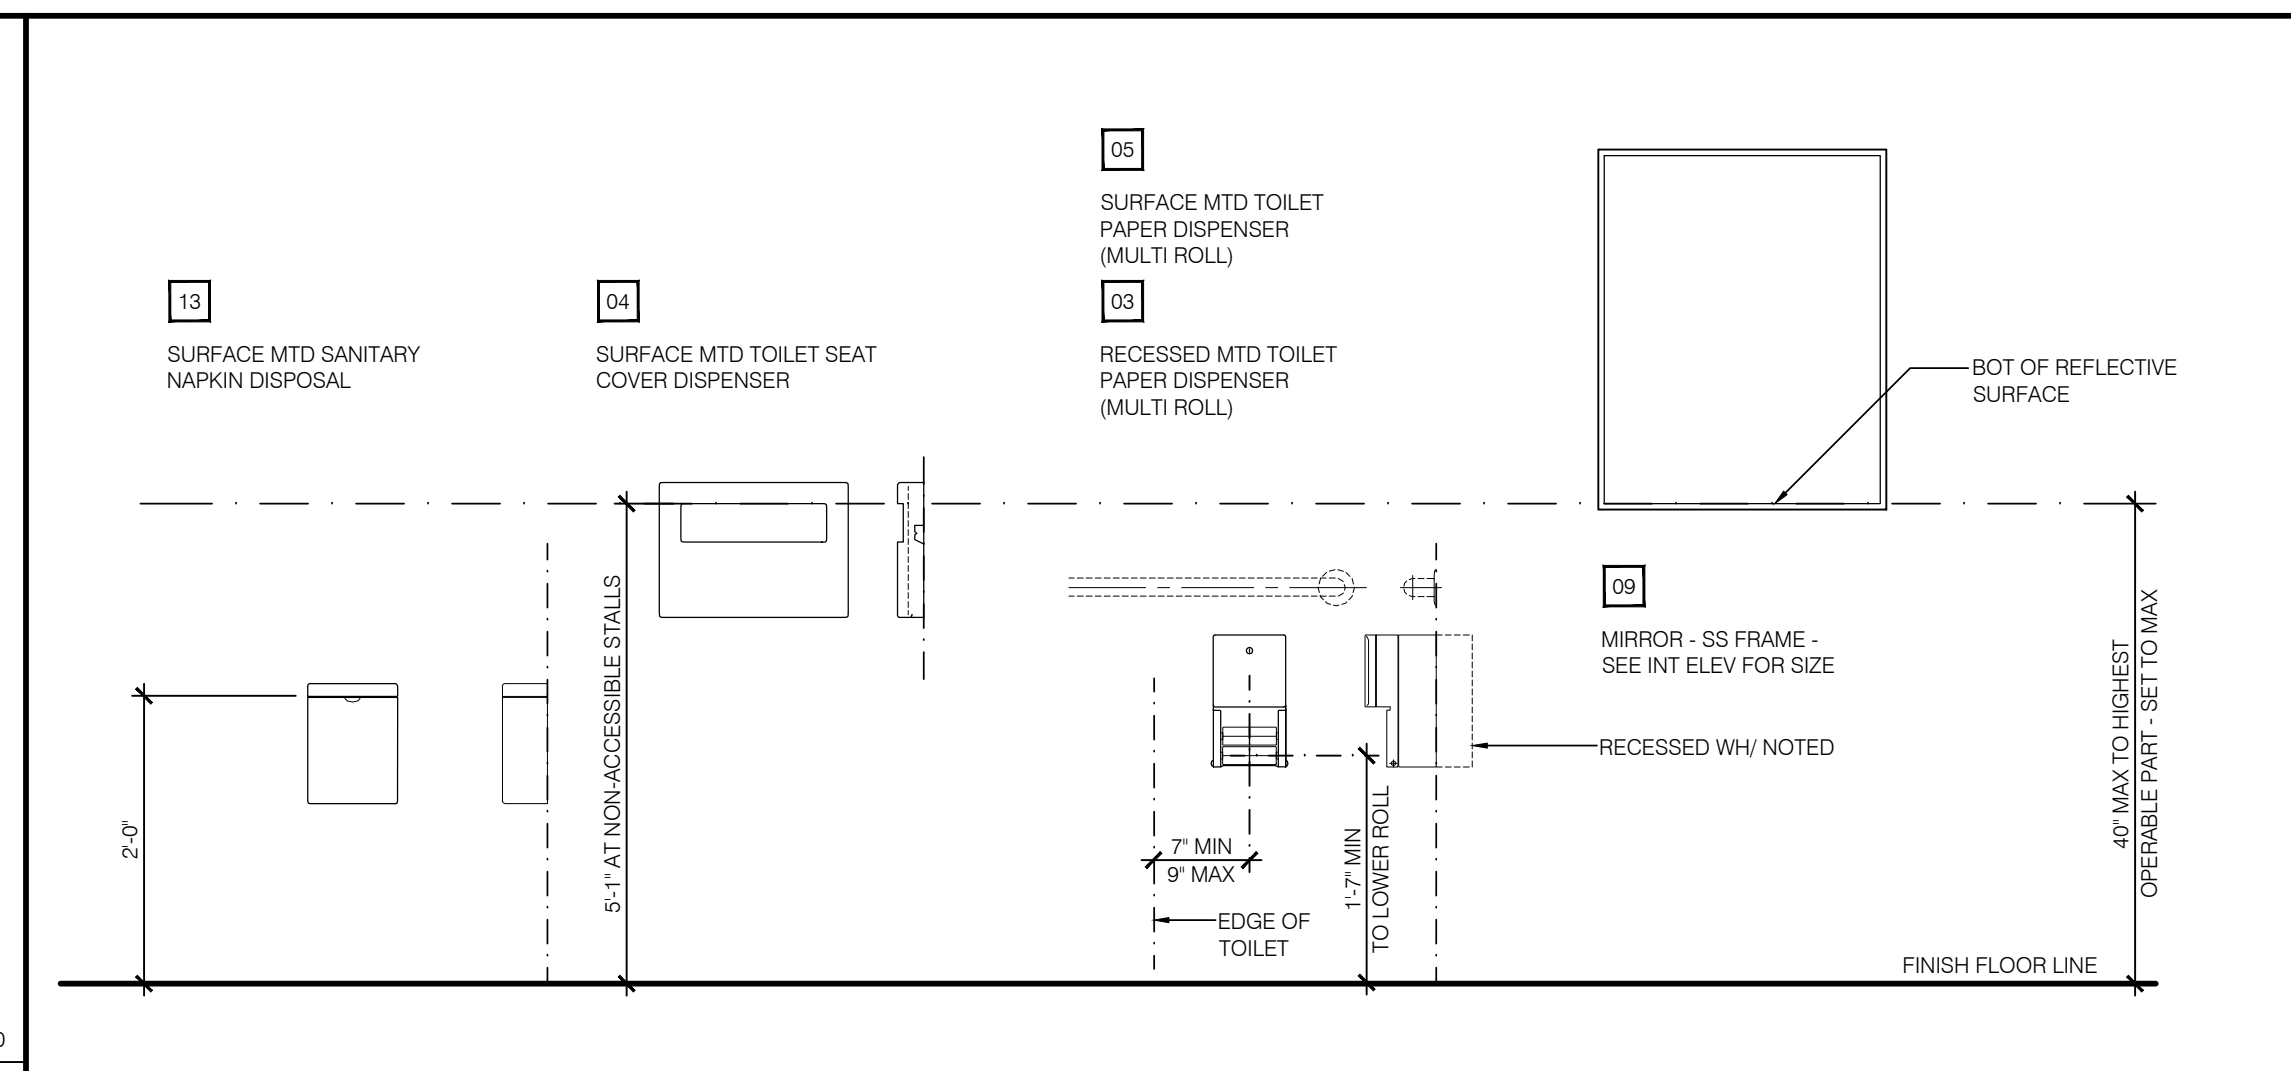 05
SURFACE MTD TOILET
PAPER DISPENSER
(MULTI ROLL)
13
SURFACE MTD SANITARY
NAPKIN DISPOSAL
04
SURFACE MTD TOILET SEAT
COVER DISPENSER
03
RECESSED MTD TOILET
PAPER DISPENSER
(MULTI ROLL)
BOT OF REFLECTIVE
SURFACE
09
MIRROR - SS FRAME -
SEE INT ELEV FOR SIZE
RECESSED WH/ NOTED
2'-0"
5'-1" AT NON-ACCESSIBLE STALLS
7" MIN
9" MAX
EDGE OF
TOILET
1'-7" MIN
TO LOWER ROLL
40" MAX TO HIGHEST
OPERABLE PART - SET TO MAX
FINISH FLOOR LINE